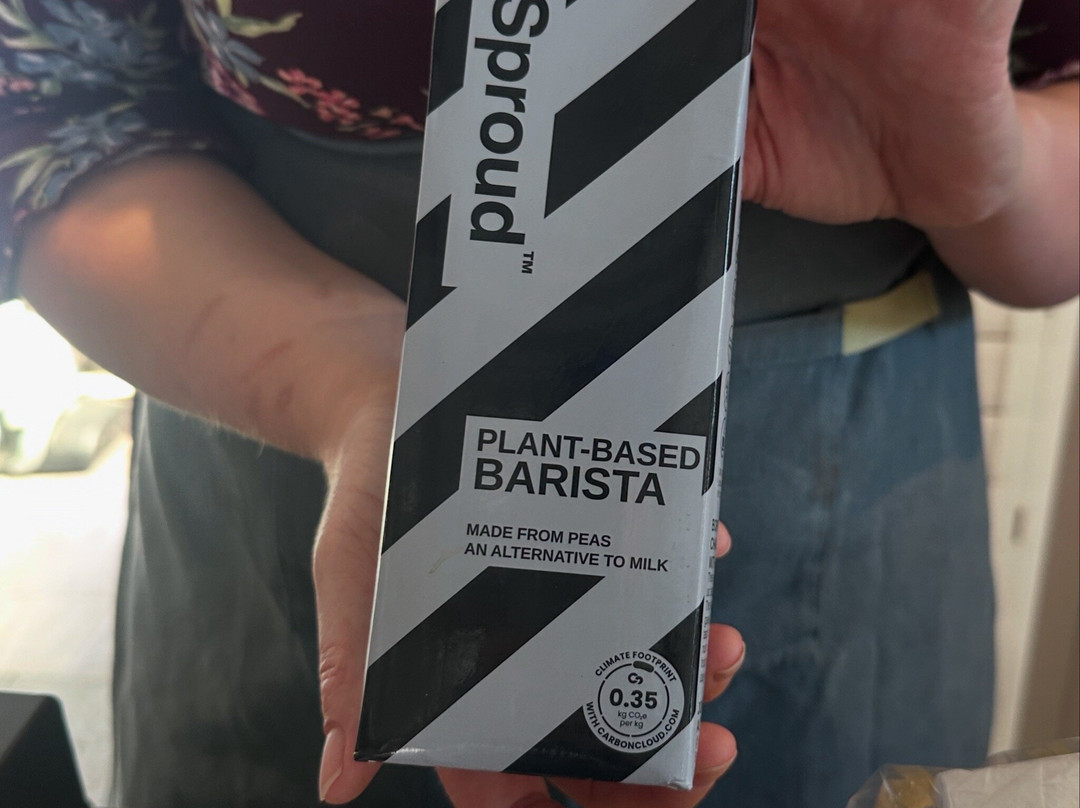 Sproud™
PLANT-BASED
BARISTA
MADE FROM PEAS
AN ALTERNATIVE TO MILK
CLIMATE FOOTPRINT
0.35
kg CO₂e
per kg
WITH CARBONCLOUD.COM